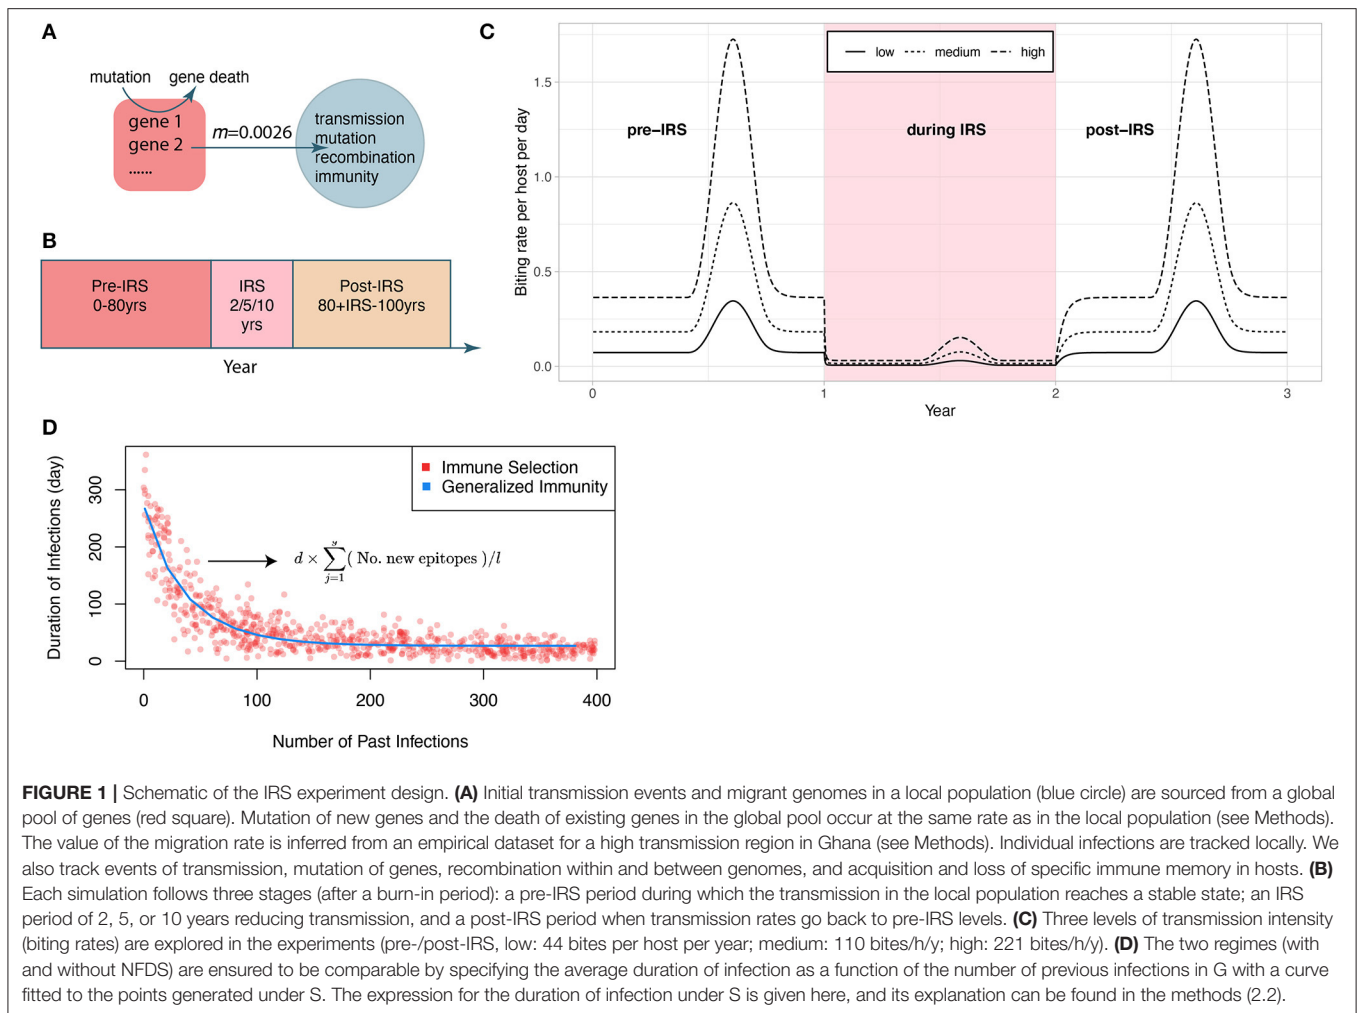 A
mutation
gene death
gene 1
gene 2
......
m=0.0026
transmission
mutation
recombination
immunity
B
Pre-IRS
0-80yrs
IRS
2/5/10
yrs
Post-IRS
80+IRS-100yrs
Year
C
low
medium
high
pre–IRS
during IRS
post–IRS
Biting rate per host per day
1.5
1.0
0.5
0.0
0
1
2
3
Year
D
Immune Selection
Generalized Immunity
d × ∑ j=1 g ( No. new epitopes )/l
Duration of Infections (day)
300
200
100
0
0
100
200
300
400
Number of Past Infections
FIGURE 1 | Schematic of the IRS experiment design. (A) Initial transmission events and migrant genomes in a local population (blue circle) are sourced from a global
pool of genes (red square). Mutation of new genes and the death of existing genes in the global pool occur at the same rate as in the local population (see Methods).
The value of the migration rate is inferred from an empirical dataset for a high transmission region in Ghana (see Methods). Individual infections are tracked locally. We
also track events of transmission, mutation of genes, recombination within and between genomes, and acquisition and loss of specific immune memory in hosts. (B)
Each simulation follows three stages (after a burn-in period): a pre-IRS period during which the transmission in the local population reaches a stable state; an IRS
period of 2, 5, or 10 years reducing transmission, and a post-IRS period when transmission rates go back to pre-IRS levels. (C) Three levels of transmission intensity
(biting rates) are explored in the experiments (pre-/post-IRS, low: 44 bites per host per year; medium: 110 bites/h/y; high: 221 bites/h/y). (D) The two regimes (with
and without NFDS) are ensured to be comparable by specifying the average duration of infection as a function of the number of previous infections in G with a curve
fitted to the points generated under S. The expression for the duration of infection under S is given here, and its explanation can be found in the methods (2.2).